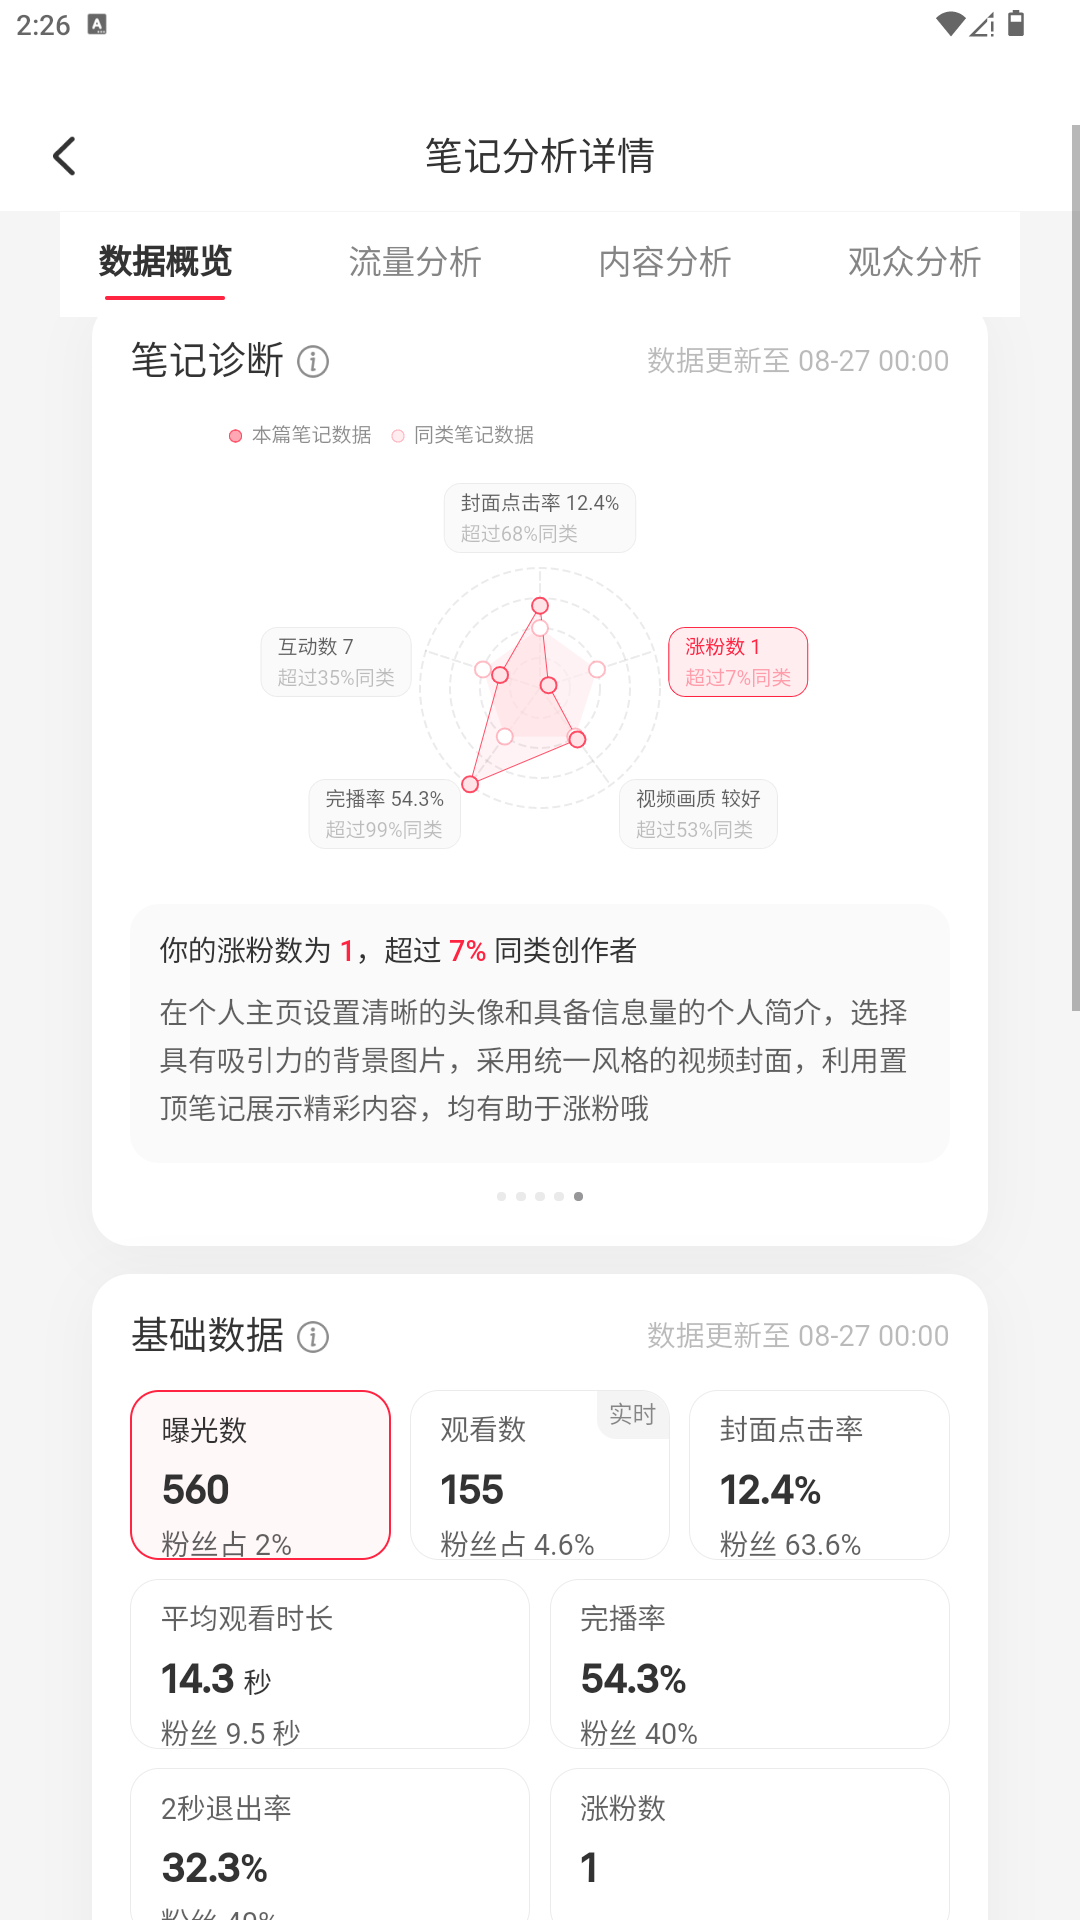 2:26
A
笔记分析详情
数据概览 流量分析 内容分析 观众分析
笔记诊断 数据更新至 08-27 00:00
本篇笔记数据 同类笔记数据
封面点击率 12.4%
超过68%同类
互动数 7
超过35%同类
涨粉数 1
超过7%同类
完播率 54.3%
超过99%同类
视频画质 较好
超过53%同类
你的涨粉数为 1，超过 7% 同类创作者
在个人主页设置清晰的头像和具备信息量的个人简介，选择
具有吸引力的背景图片，采用统一风格的视频封面，利用置
顶笔记展示精彩内容，均有助于涨粉哦
基础数据 数据更新至 08-27 00:00
曝光数
560
粉丝占 2%
观看数 实时
155
粉丝占 4.6%
封面点击率
12.4%
粉丝 63.6%
平均观看时长
14.3 秒
粉丝 9.5 秒
完播率
54.3%
粉丝 40%
2秒退出率
32.3%
粉丝 40%
涨粉数
1